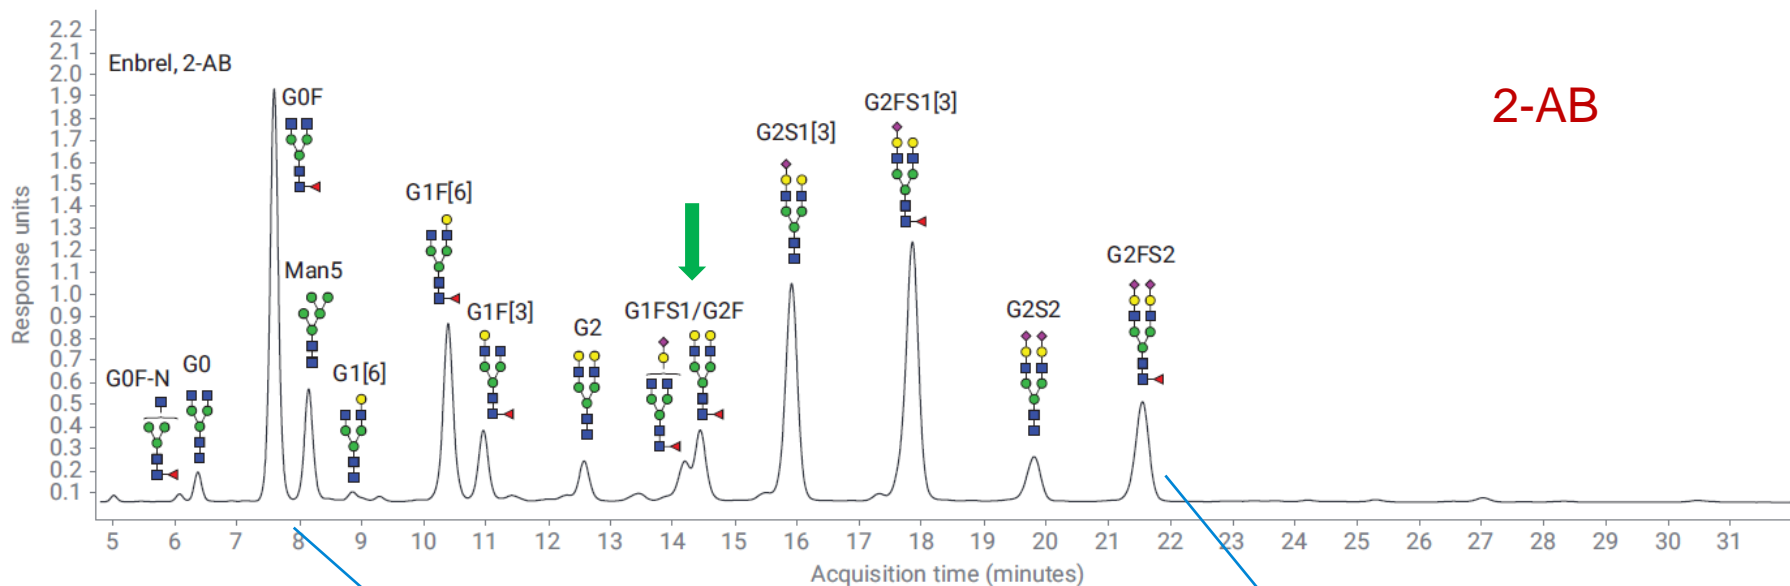 Enbrel, 2-AB
2-AB
Response units
2.2
2.1
2.0
1.9
1.8
1.7
1.6
1.5
1.4
1.3
1.2
1.1
1.0
0.9
0.8
0.7
0.6
0.5
0.4
0.3
0.2
0.1
G0F-N
G0
G0F
Man5
G1[6]
G1F[6]
G1F[3]
G2
G1FS1/G2F
G2S1[3]
G2FS1[3]
G2S2
G2FS2
5 6 7 8 9 10 11 12 13 14 15 16 17 18 19 20 21 22 23 24 25 26 27 28 29 30 31
Acquisition time (minutes)